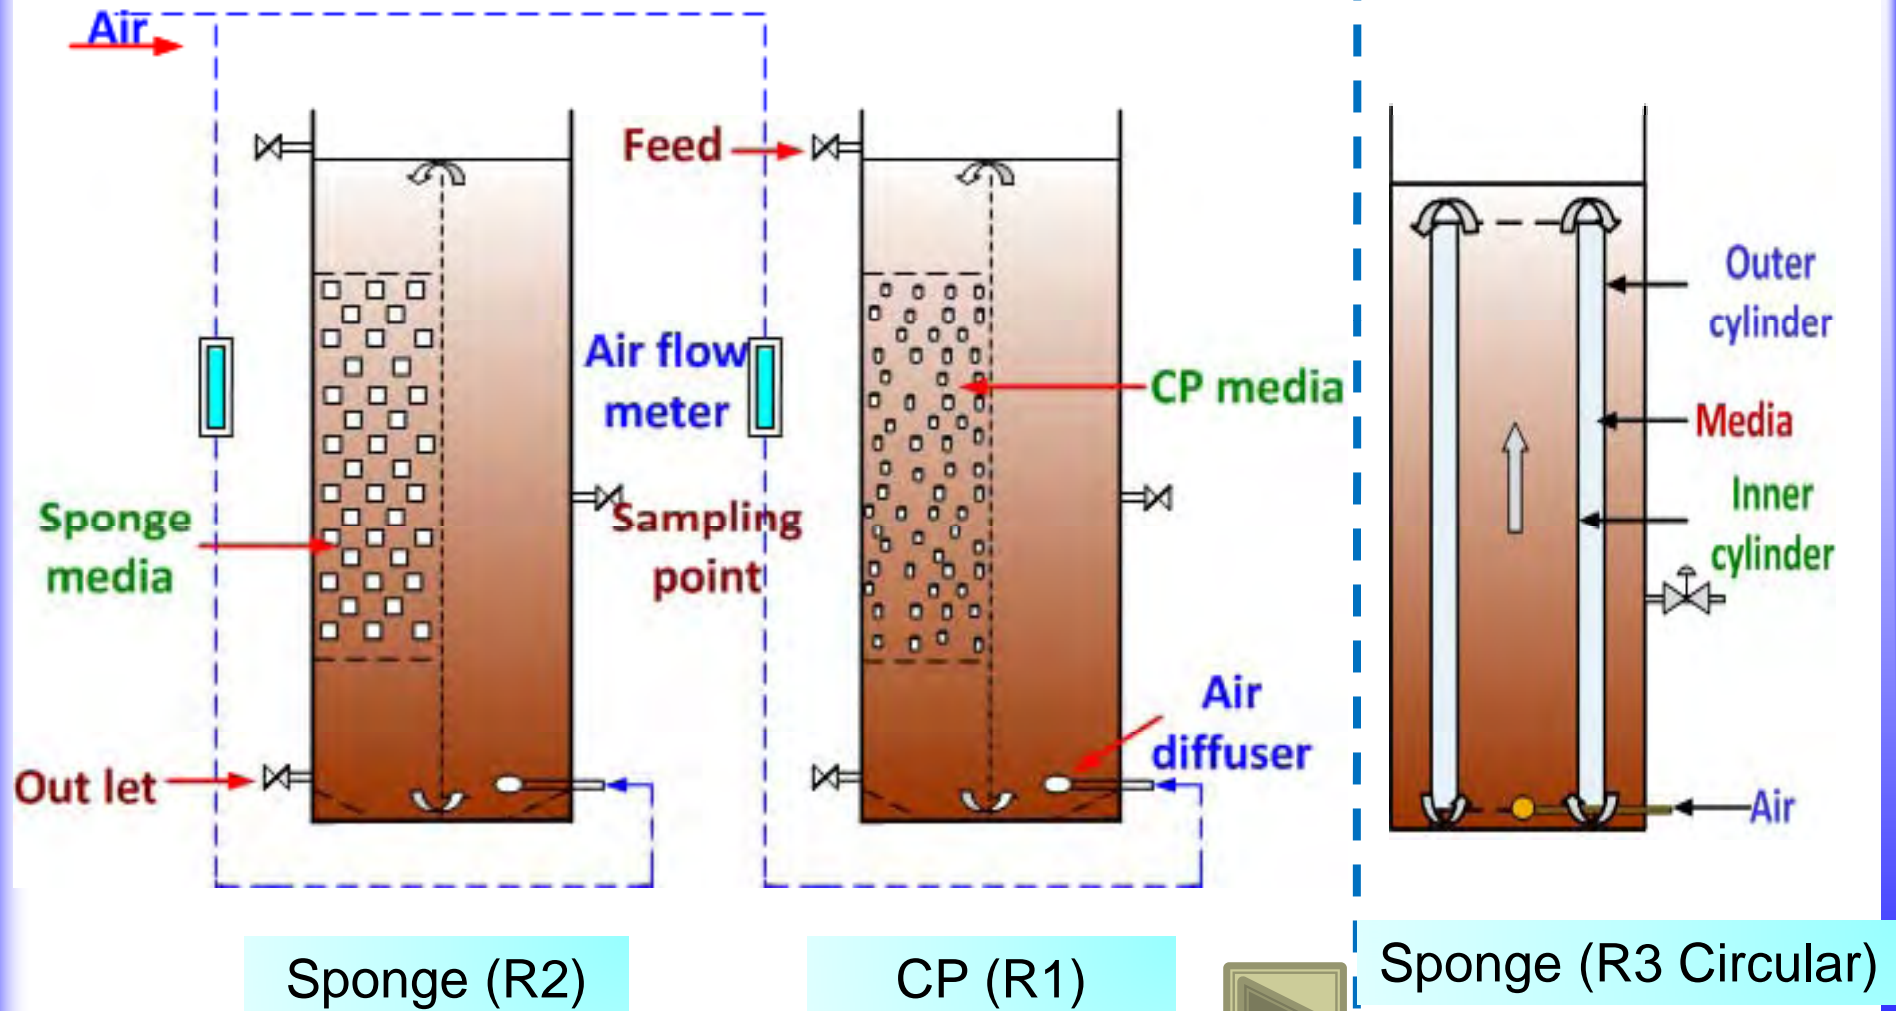 Air
Feed
Air flow
meter
CP media
Sponge
media
Sampling
point
Air
diffuser
Out let
Outer
cylinder
Media
Inner
cylinder
Air
Sponge (R2)
CP (R1)
Sponge (R3 Circular)